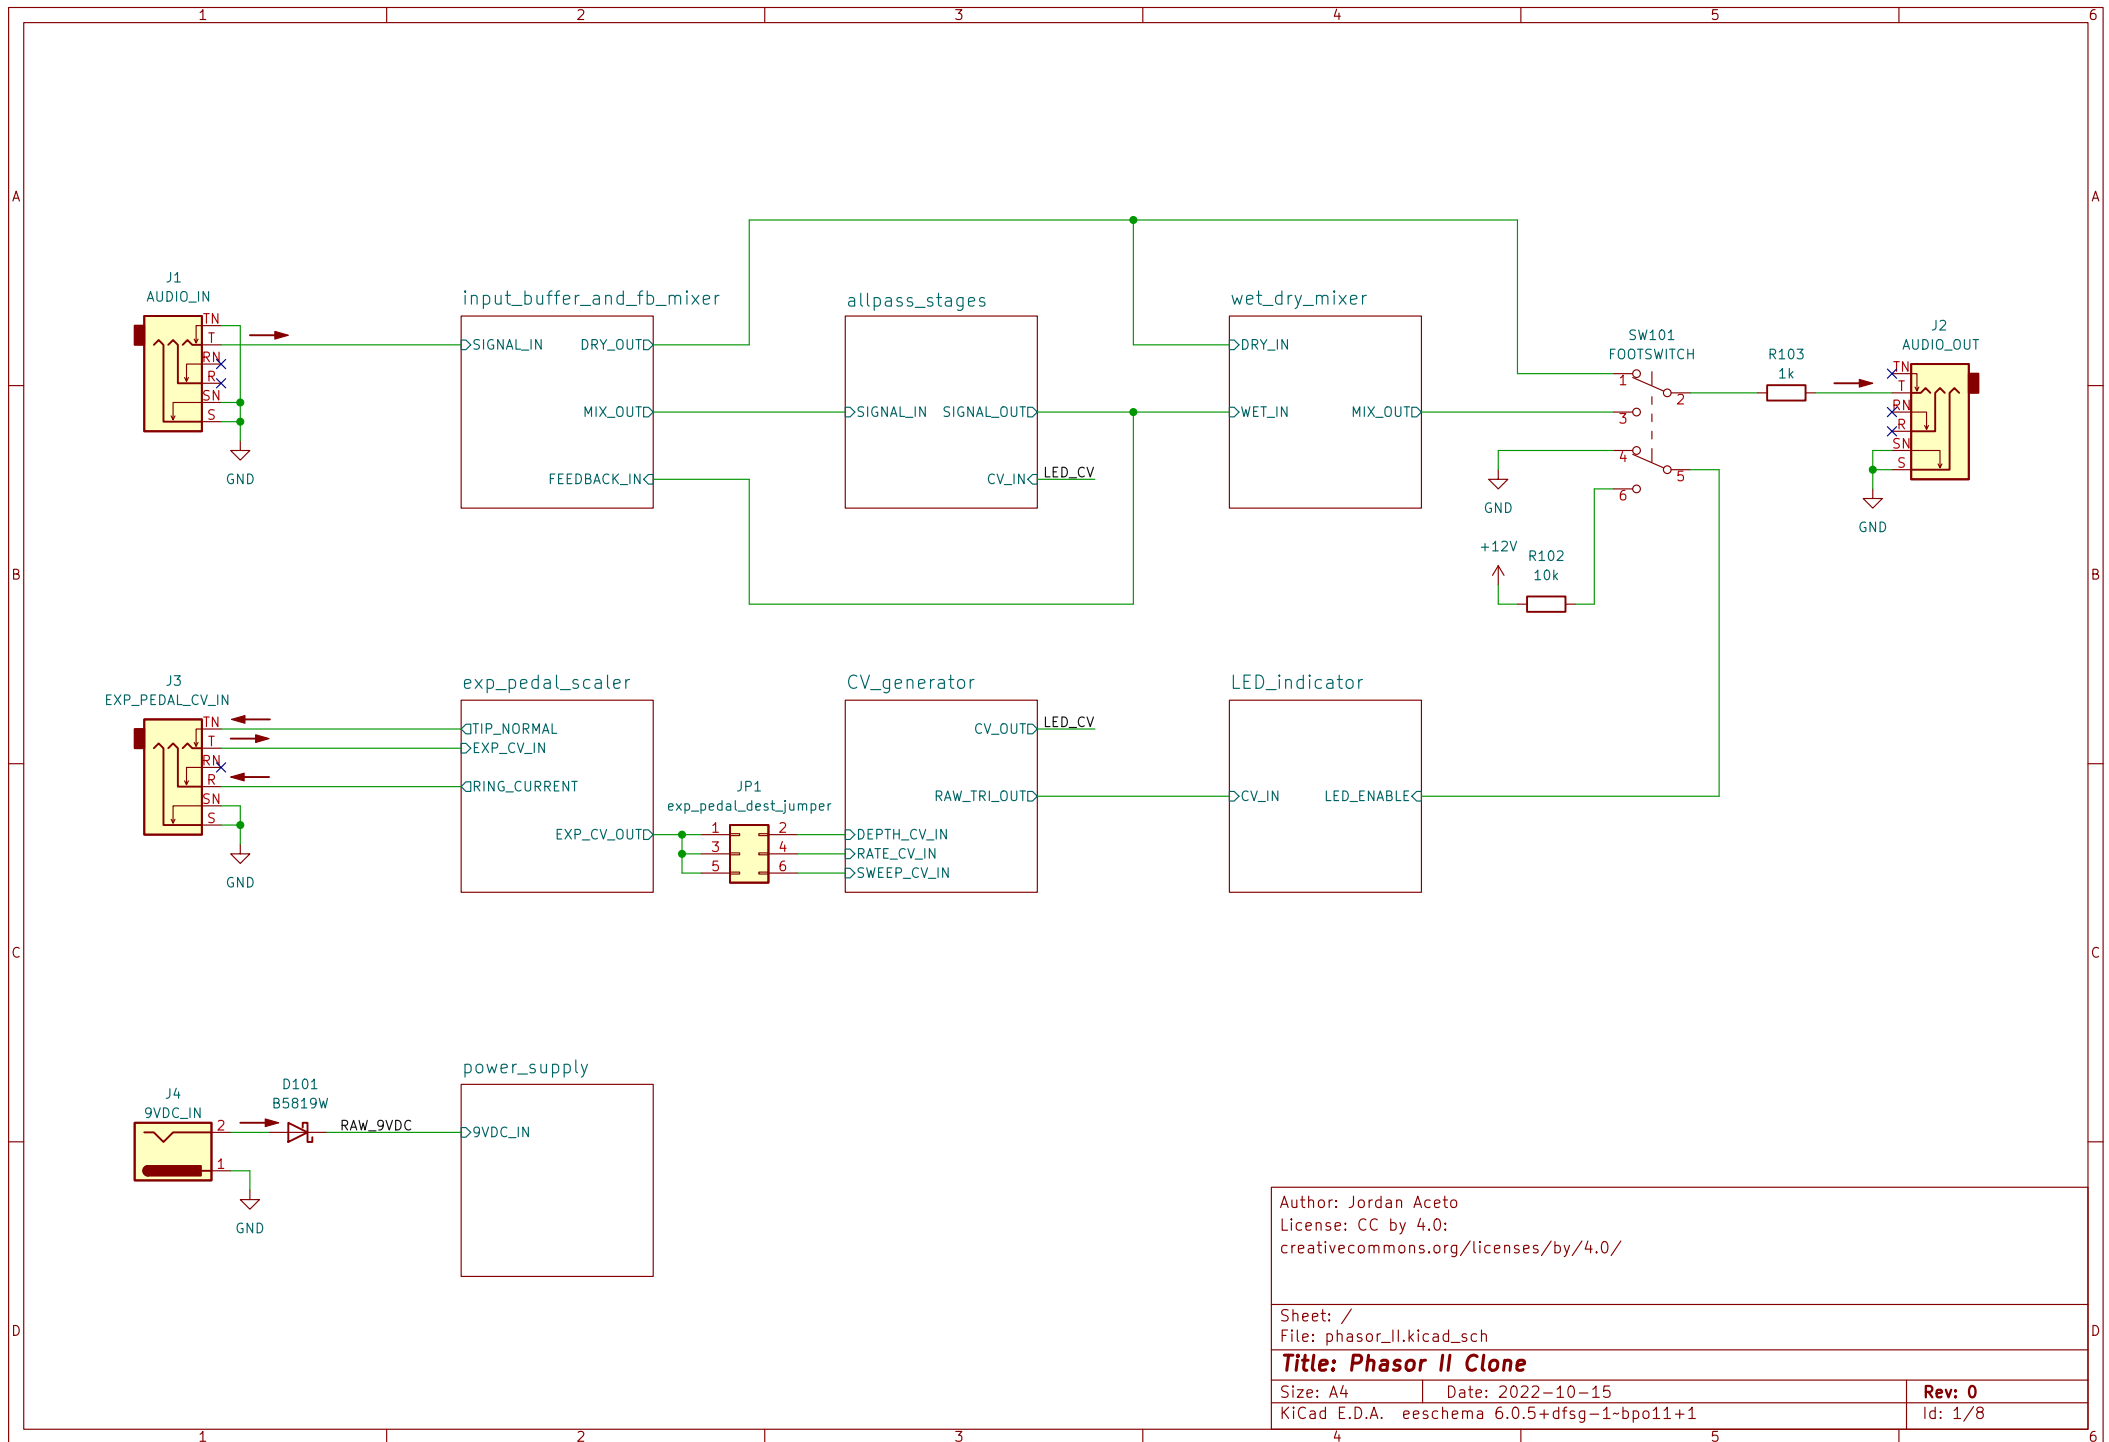 1 2 3 4 5 6
A A
J1
AUDIO_IN
TN
T
RN
R
SN
S
GND
input_buffer_and_fb_mixer
SIGNAL_IN DRY_OUT
MIX_OUT
FEEDBACK_IN
allpass_stages
SIGNAL_IN SIGNAL_OUT
CV_IN LED_CV
wet_dry_mixer
DRY_IN
WET_IN MIX_OUT
SW101
FOOTSWITCH
1
2
3
4
5
6
GND
+12V
R102
10k
R103
1k
J2
AUDIO_OUT
TN
T
RN
R
SN
S
GND
B B
J3
EXP_PEDAL_CV_IN
TN
T
RN
R
SN
S
GND
exp_pedal_scaler
TIP_NORMAL
EXP_CV_IN
RING_CURRENT
EXP_CV_OUT
JP1
exp_pedal_dest_jumper
1 2
3 4
5 6
CV_generator
CV_OUT LED_CV
RAW_TRI_OUT
DEPTH_CV_IN
RATE_CV_IN
SWEEP_CV_IN
LED_indicator
CV_IN LED_ENABLE
C C
J4
9VDC_IN
2
1
GND
D101
B5819W
RAW_9VDC
power_supply
9VDC_IN
Author: Jordan Aceto
License: CC by 4.0:
creativecommons.org/licenses/by/4.0/
Sheet: /
File: phasor_II.kicad_sch
Title: Phasor II Clone
Size: A4 Date: 2022-10-15 Rev: 0
KiCad E.D.A. eeschema 6.0.5+dfsg-1~bpo11+1 Id: 1/8
D D
1 2 3 4 5 6